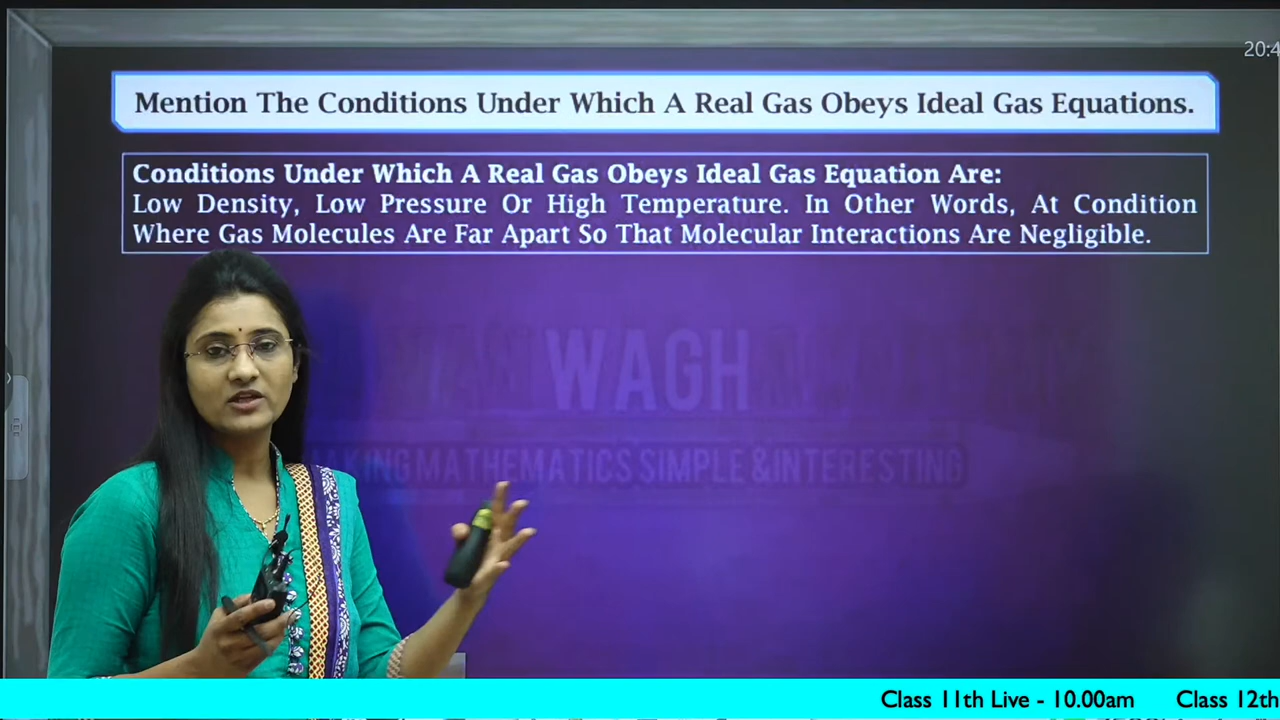 20:4
Mention The Conditions Under Which A Real Gas Obeys Ideal Gas Equations.
Conditions Under Which A Real Gas Obeys Ideal Gas Equation Are:
Low Density, Low Pressure Or High Temperature. In Other Words, At Condition
Where Gas Molecules Are Far Apart So That Molecular Interactions Are Negligible.
WAGH
MATHEMATICS SIMPLE & INTERESTING
Class 11th Live - 10.00am Class 12th